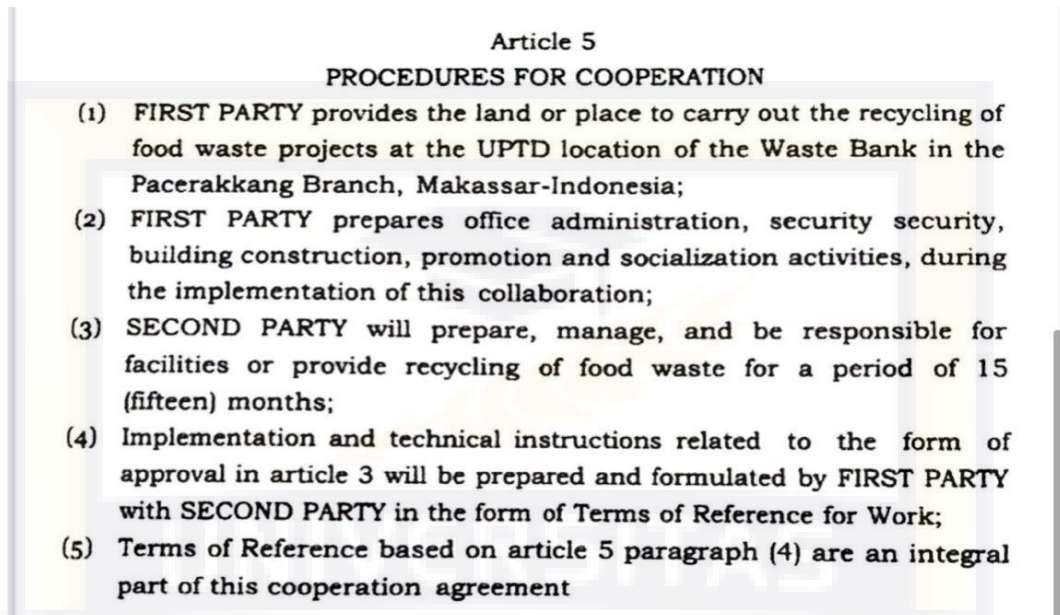 Article 5
PROCEDURES FOR COOPERATION
(1) FIRST PARTY provides the land or place to carry out the recycling of
food waste projects at the UPTD location of the Waste Bank in the
Pacerakkang Branch, Makassar-Indonesia;
(2) FIRST PARTY prepares office administration, security security,
building construction, promotion and socialization activities, during
the implementation of this collaboration;
(3) SECOND PARTY will prepare, manage, and be responsible for
facilities or provide recycling of food waste for a period of 15
(fifteen) months;
(4) Implementation and technical instructions related to the form of
approval in article 3 will be prepared and formulated by FIRST PARTY
with SECOND PARTY in the form of Terms of Reference for Work;
(5) Terms of Reference based on article 5 paragraph (4) are an integral
part of this cooperation agreement
UNIVERSITAS